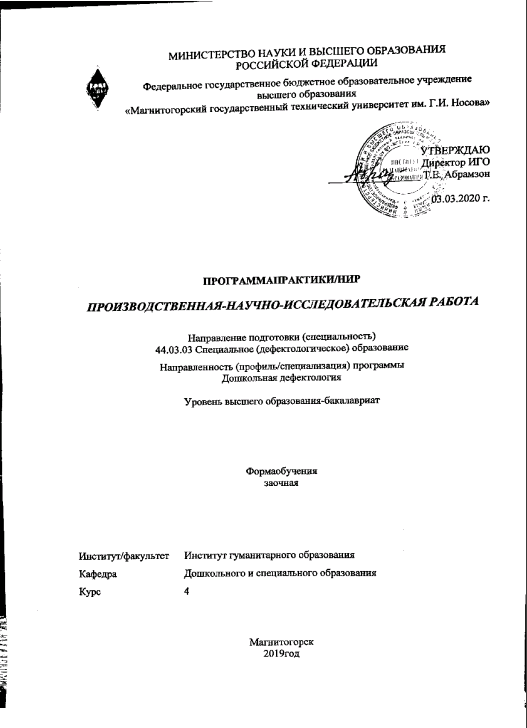 МИНИСТЕРСТВО НАУКИ И ВЫСШЕГО ОБРАЗОВАНИЯ
РОССИЙСКОЙ ФЕДЕРАЦИИ
Федеральное государственное бюджетное образовательное учреждение
высшего образования
«Магнитогорский государственный технический университет им. Г.И. Носова»
УТВЕРЖДАЮ
Директор ИГО
Т.Е. Абрамзон
03.03.2020 г.
ПРОГРАММАПРАКТИКИ/НИР
ПРОИЗВОДСТВЕННАЯ-НАУЧНО-ИССЛЕДОВАТЕЛЬСКАЯ РАБОТА
Направление подготовки (специальность)
44.03.03 Специальное (дефектологическое) образование
Направленность (профиль/специализация) программы
Дошкольная дефектология
Уровень высшего образования-бакалавриат
Формаобучения
заочная
Институт/факультет Институт гуманитарного образования
Кафедра Дошкольного и специального образования
Курс 4
Магнитогорск
2019год